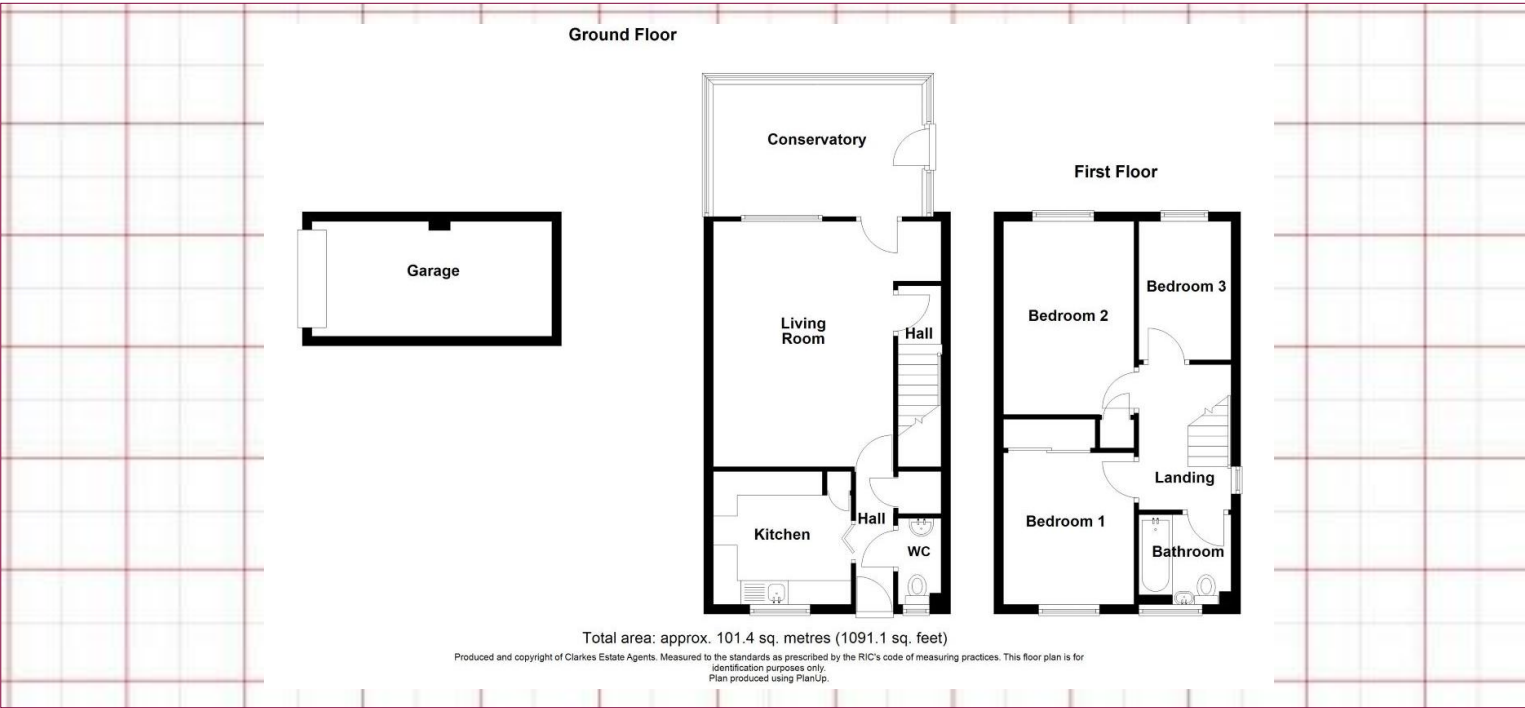 Ground Floor
Conservatory
First Floor
Garage
Living
Room
Hall
Bedroom 2
Bedroom 3
Kitchen
Hall
WC
Bedroom 1
Landing
Bathroom
Total area: approx. 101.4 sq. metres (1091.1 sq. feet)
Produced and copyright of Clarkes Estate Agents. Measured to the standards as prescribed by the RIC's code of measuring practices. This floor plan is for
identification purposes only.
Plan produced using PlanUp.